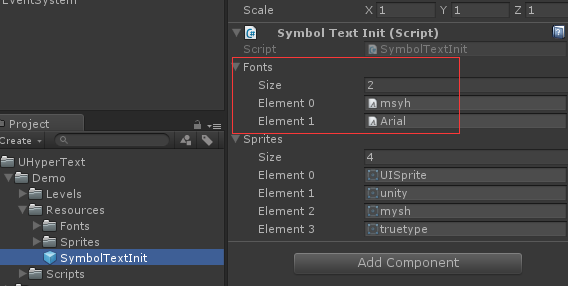 EventSystem
Project
Create
UHyperText
Demo
Levels
Resources
Fonts
Sprites
SymbolTextInit
Scripts
Scale X 1 Y 1 Z 1
Symbol Text Init (Script)
Script SymbolTextInit
Fonts
Size 2
Element 0 msyh
Element 1 Arial
Sprites
Size 4
Element 0 UISprite
Element 1 unity
Element 2 mysh
Element 3 truetype
Add Component